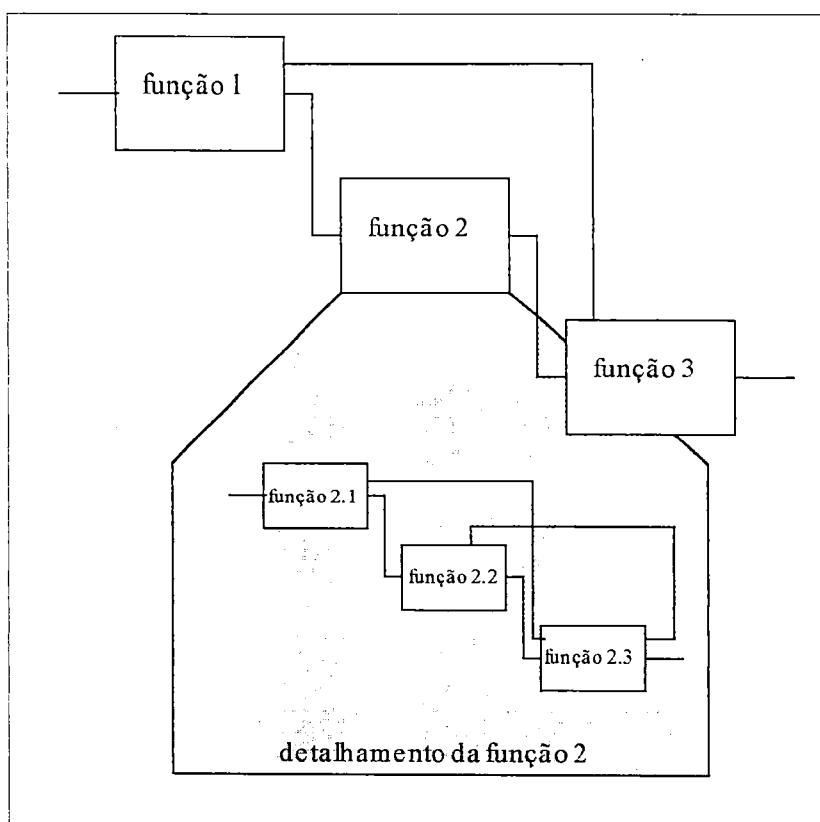 função 1
função 2
função 3
função 2.1
função 2.2
função 2.3
detalhamento da função 2